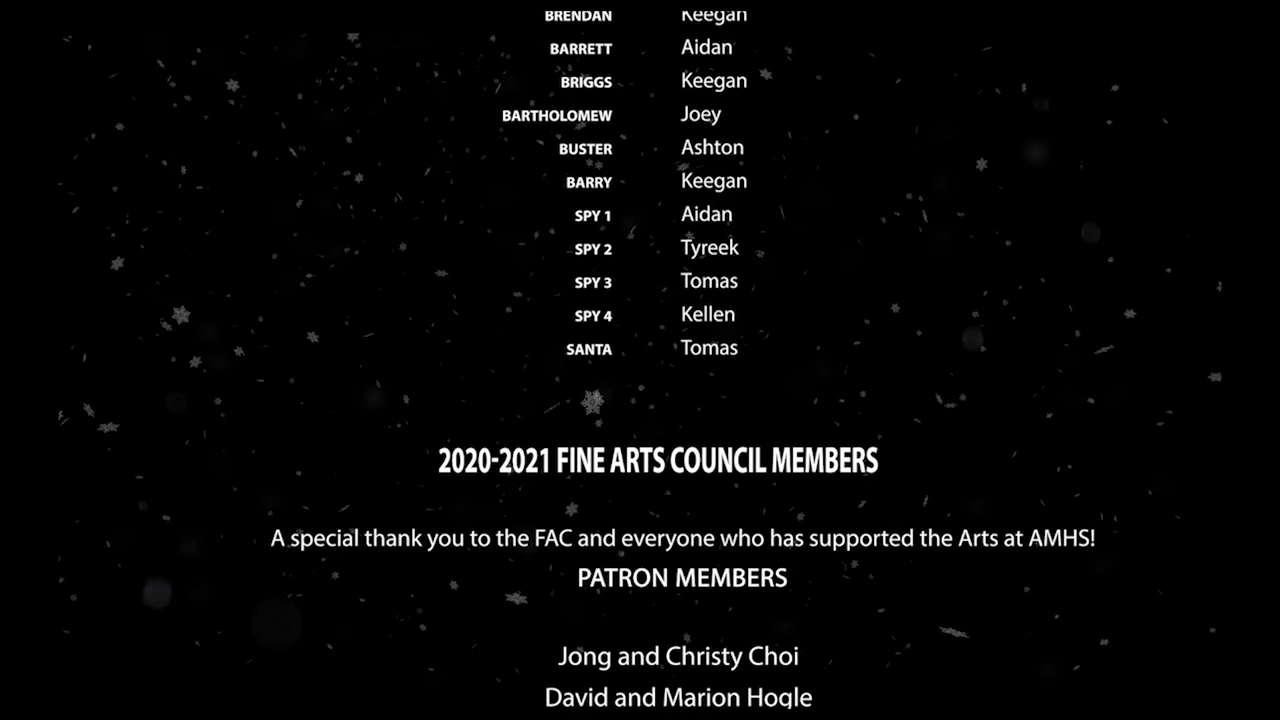 BRENDAN Keegan
BARRETT Aidan
BRIGGS Keegan
BARTHOLOMEW Joey
BUSTER Ashton
BARRY Keegan
SPY 1 Aidan
SPY 2 Tyreek
SPY 3 Tomas
SPY 4 Kellen
SANTA Tomas
2020-2021 FINE ARTS COUNCIL MEMBERS
A special thank you to the FAC and everyone who has supported the Arts at AMHS!
PATRON MEMBERS
Jong and Christy Choi
David and Marion Hogle